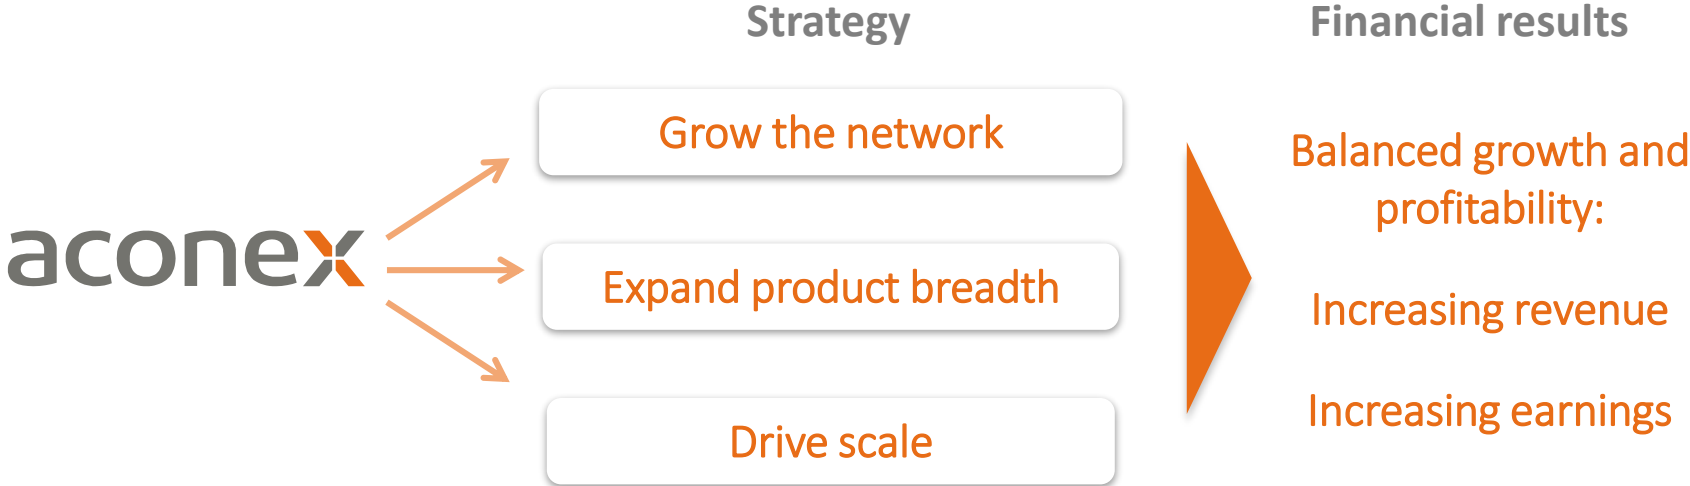 Strategy
Financial results
aconex
Grow the network
Expand product breadth
Drive scale
Balanced growth and
profitability:
Increasing revenue
Increasing earnings